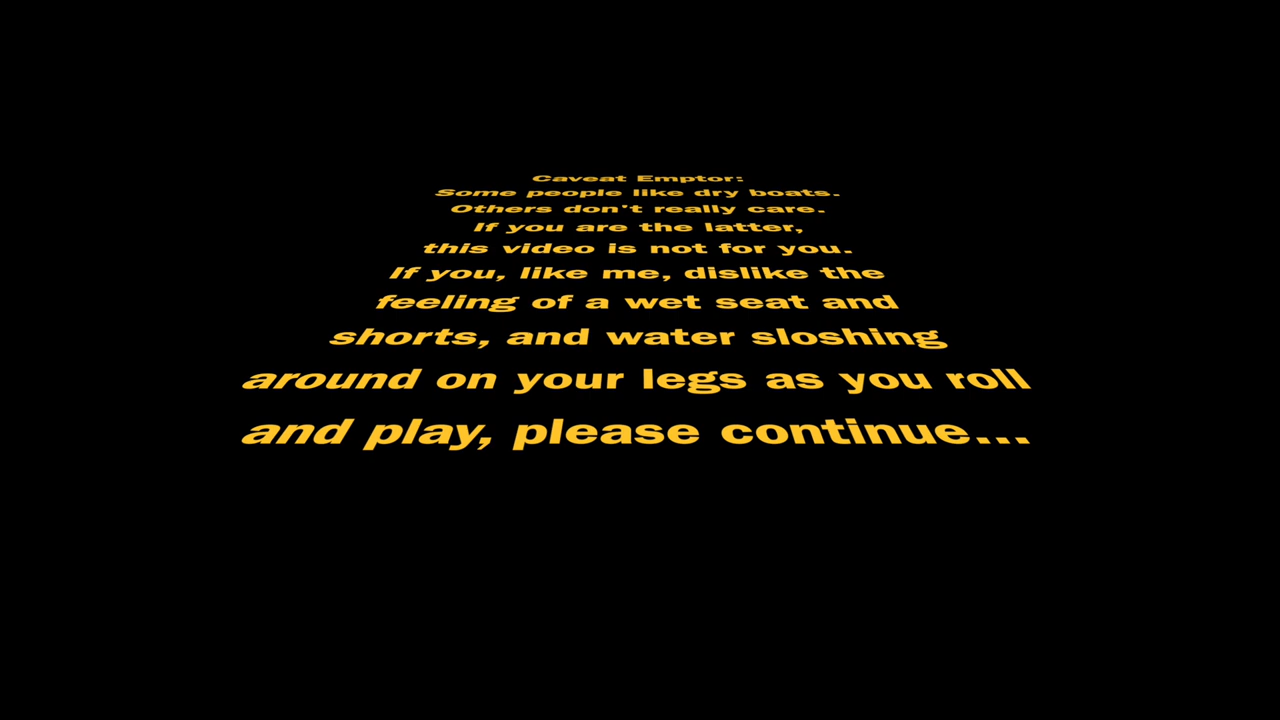 Caveat Emptor:
Some people like dry boats.
Others don't really care.
If you are the latter,
this video is not for you.
If you, like me, dislike the
feeling of a wet seat and
shorts, and water sloshing
around on your legs as you roll
and play, please continue...